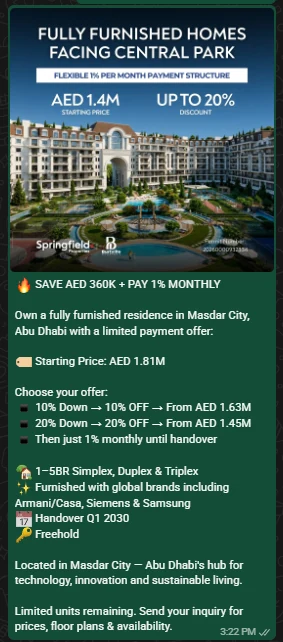 FULLY FURNISHED HOMES
FACING CENTRAL PARK
FLEXIBLE 1% PER MONTH PAYMENT STRUCTURE
AED 1.4M
STARTING PRICE
UP TO 20%
DISCOUNT
Springfield
Properties
Permit Number
🔥 SAVE AED 360K + PAY 1% MONTHLY
Own a fully furnished residence in Masdar City,
Abu Dhabi with a limited payment offer:
🏷️ Starting Price: AED 1.81M
Choose your offer:
▪️ 10% Down → 10% OFF → From AED 1.63M
▪️ 20% Down → 20% OFF → From AED 1.45M
▪️ Then just 1% monthly until handover
🏡 1–5BR Simplex, Duplex & Triplex
✨ Furnished with global brands including
Armani/Casa, Siemens & Samsung
📅 Handover Q1 2030
🔑 Freehold
Located in Masdar City — Abu Dhabi's hub for
technology, innovation and sustainable living.
Limited units remaining. Send your inquiry for
prices, floor plans & availability.
3:22 PM